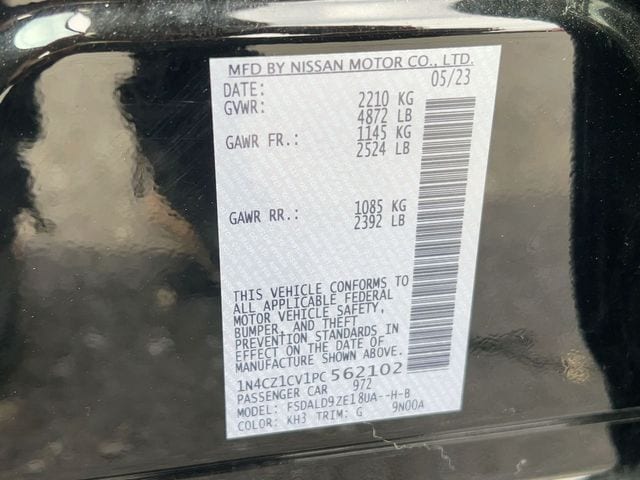 MFD BY NISSAN MOTOR CO., LTD.
DATE: 05/23
GVWR: 2210 KG
4872 LB
GAWR FR.: 1145 KG
2524 LB
GAWR RR.: 1085 KG
2392 LB
THIS VEHICLE CONFORMS TO
ALL APPLICABLE FEDERAL
MOTOR VEHICLE SAFETY,
BUMPER, AND THEFT
PREVENTION STANDARDS IN
EFFECT ON THE DATE OF
MANUFACTURE SHOWN ABOVE.
1N4CZ1CV1PC562102
PASSENGER CAR 972
MODEL: FSDALD9ZE18UA--H-B
COLOR: KH3 TRIM: G 9N00A